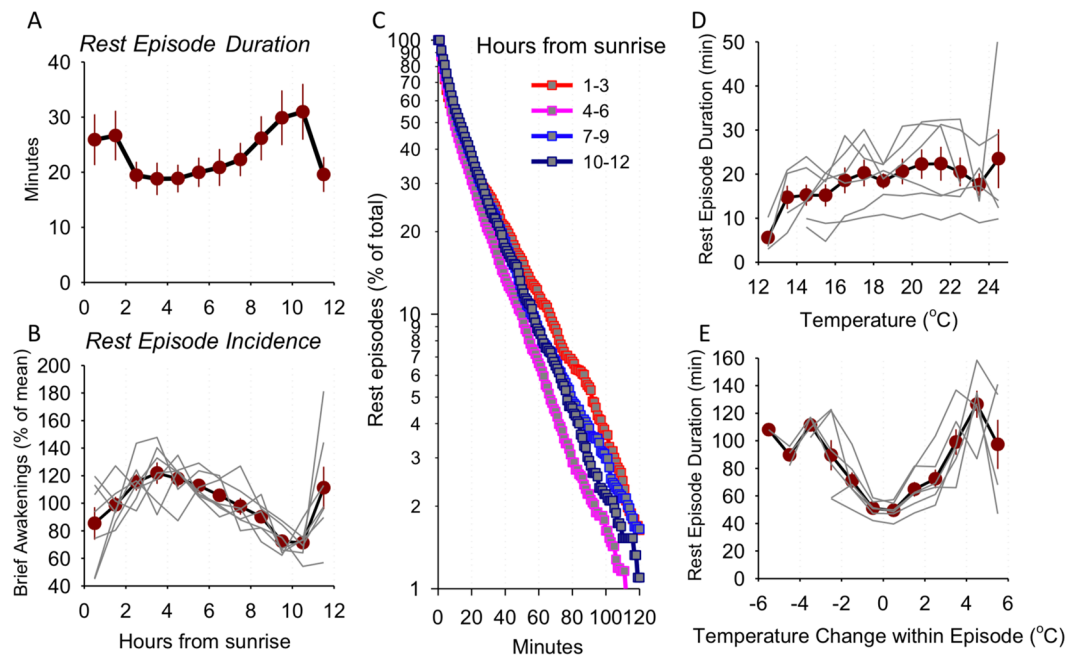 A
Rest Episode Duration
Minutes
40
30
20
10
0
0 2 4 6 8 10 12
B
Rest Episode Incidence
Brief Awakenings (% of mean)
200
180
160
140
120
100
80
60
40
0 2 4 6 8 10 12
Hours from sunrise
C
Hours from sunrise
1-3
4-6
7-9
10-12
Rest episodes (% of total)
100
90
80
70
60
50
40
30
20
10
9
8
7
6
5
4
3
2
1
0 20 40 60 80 100 120
Minutes
D
Rest Episode Duration (min)
50
40
30
20
10
0
12 14 16 18 20 22 24
Temperature (°C)
E
Rest Episode Duration (min)
160
140
120
100
80
60
40
20
0
-6 -4 -2 0 2 4 6
Temperature Change within Episode (°C)